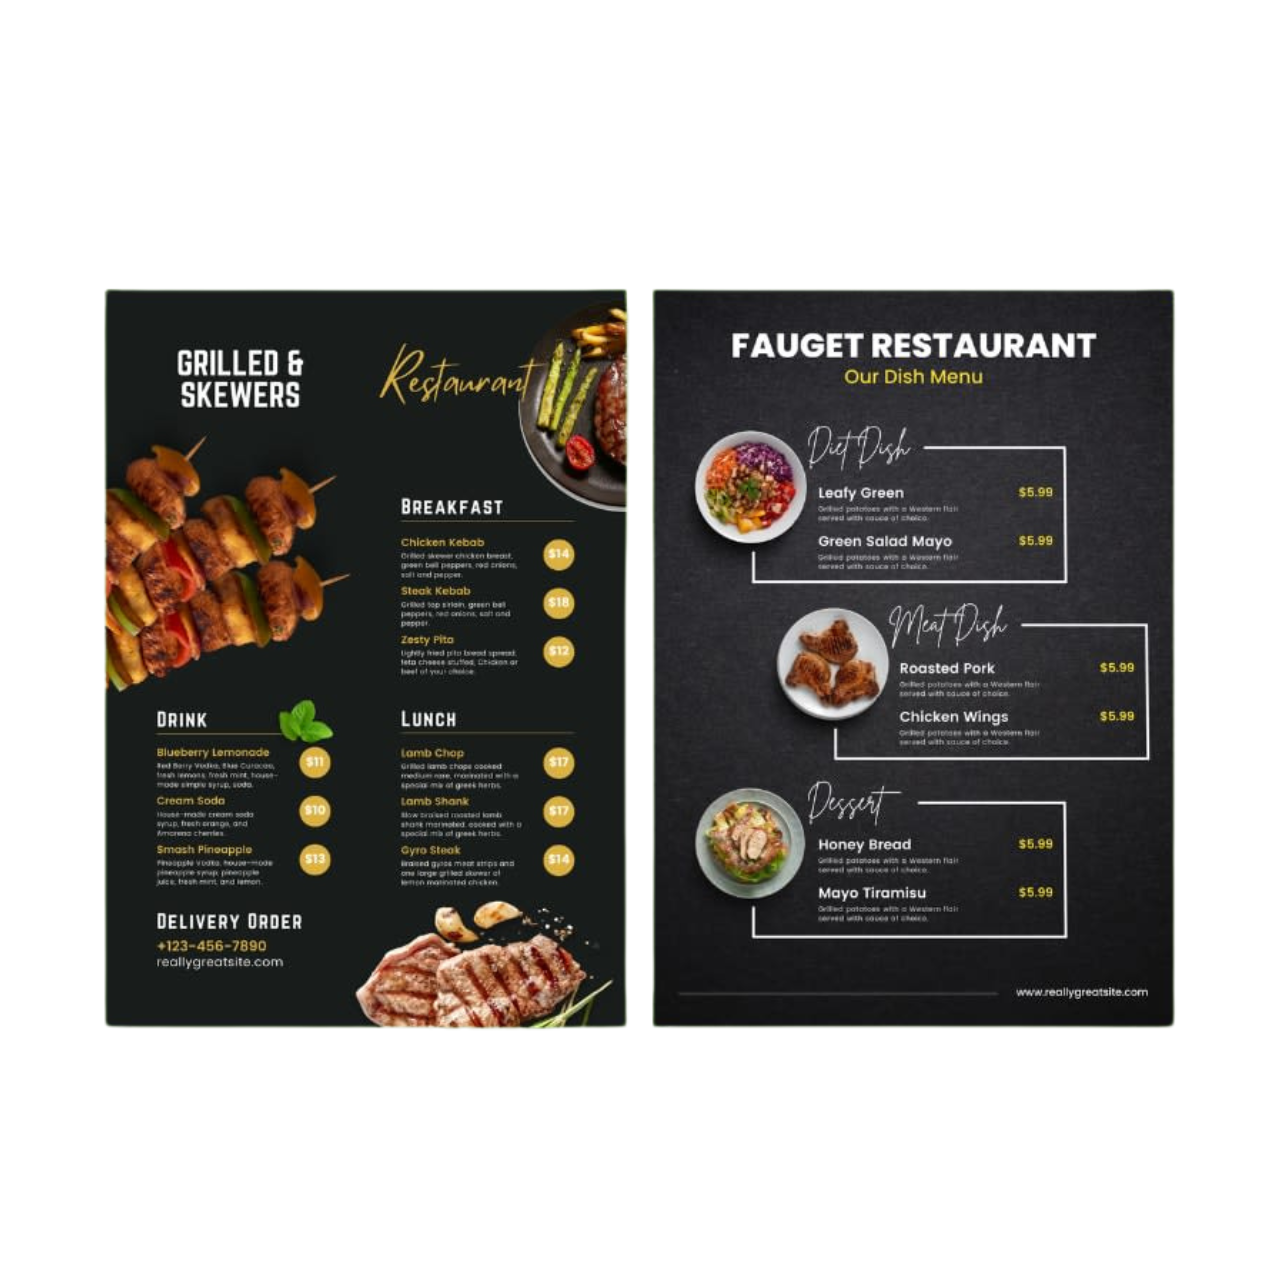 GRILLED &
SKEWERS
Restaurant
BREAKFAST
Chicken Kebab
Grilled skewer chicken breast,
green bell peppers, red onions,
salt and pepper.
$14
Steak Kebab
Grilled top sirloin, green bell
peppers, red onions, salt and
pepper.
$18
Zesty Pita
Lightly fried pita bread spread,
feta cheese stuffed, Chicken or
beef of your choice.
$12
DRINK
Blueberry Lemonade
Red Berry Vodka, Blue Curacao,
fresh lemons, fresh mint, house-
made simple syrup, soda.
$11
Cream Soda
House-made cream soda
syrup, fresh orange, and
Amarena cherries.
$10
Smash Pineapple
Pineapple Vodka, house-made
pineapple syrup, pineapple
juice, fresh mint, and lemon.
$13
LUNCH
Lamb Chop
Grilled lamb chops cooked
medium rare, marinated with a
special mix of greek herbs.
$17
Lamb Shank
Slow braised roasted lamb
shank marinated, cooked with a
special mix of greek herbs.
$17
Gyro Steak
Braised gyros meat strips and
one large grilled skewer of
lemon marinated chicken.
$14
DELIVERY ORDER
+123-456-7890
reallygreatsite.com
FAUGET RESTAURANT
Our Dish Menu
Diet Dish
Leafy Green $5.99
Grilled potatoes with a Western flair
served with sauce of choice.
Green Salad Mayo $5.99
Grilled potatoes with a Western flair
served with sauce of choice.
Meat Dish
Roasted Pork $5.99
Grilled potatoes with a Western flair
served with sauce of choice.
Chicken Wings $5.99
Grilled potatoes with a Western flair
served with sauce of choice.
Dessert
Honey Bread $5.99
Grilled potatoes with a Western flair
served with sauce of choice.
Mayo Tiramisu $5.99
Grilled potatoes with a Western flair
served with sauce of choice.
www.reallygreatsite.com